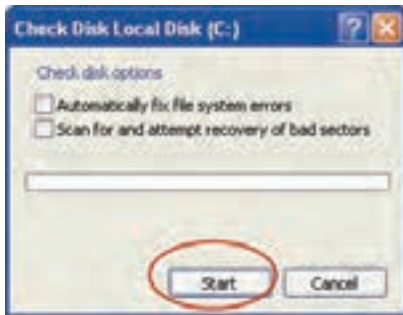 Check Disk Local Disk (C:)
Check disk options
Automatically fix file system errors
Scan for and attempt recovery of bad sectors
Start
Cancel